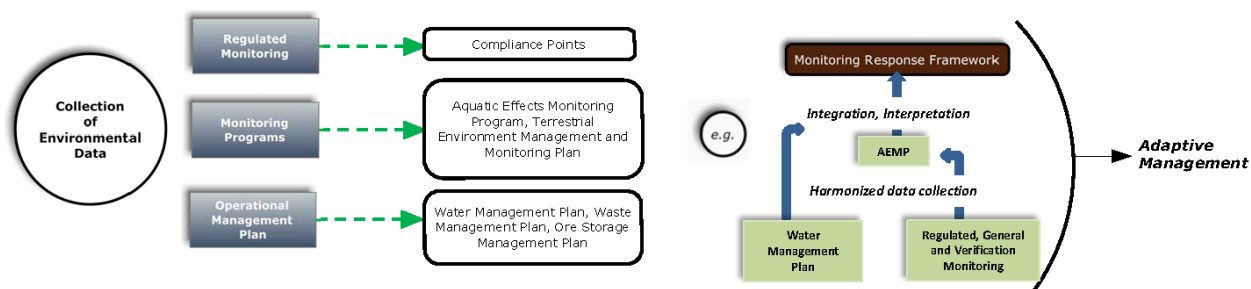 Collection
of
Environmental
Data
Regulated
Monitoring
Compliance Points
Monitoring
Programs
Aquatic Effects Monitoring
Program, Terrestrial
Environment Management and
Monitoring Plan
Operational
Management
Plan
Water Management Plan, Waste
Management Plan, Ore Storage
Management Plan
e.g.
Monitoring Response Framework
Integration, Interpretation
AEMP
Harmonized data collection
Water
Management
Plan
Regulated, General
and Verification
Monitoring
Adaptive
Management